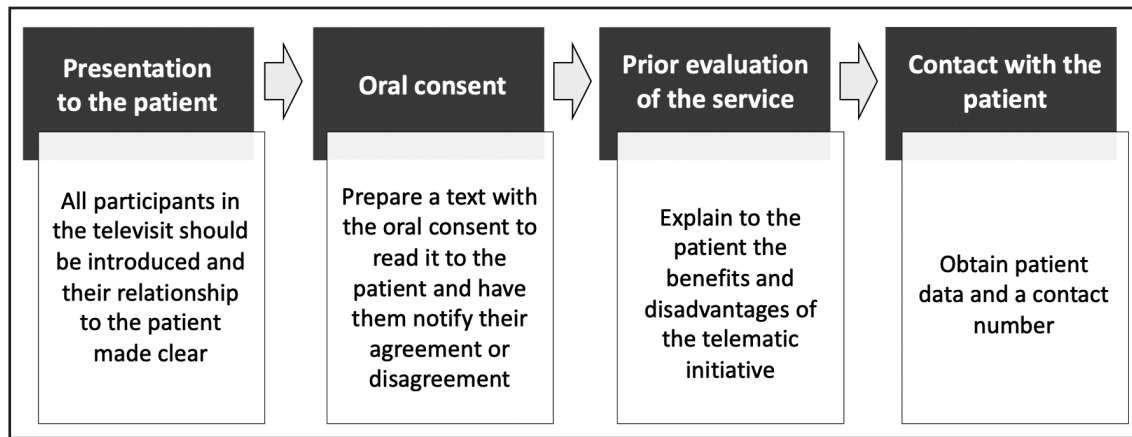 Presentation
to the patient
All participants in
the televisit should
be introduced and
their relationship
to the patient
made clear
Oral consent
Prepare a text with
the oral consent to
read it to the
patient and have
them notify their
agreement or
disagreement
Prior evaluation
of the service
Explain to the
patient the
benefits and
disadvantages of
the telematic
initiative
Contact with the
patient
Obtain patient
data and a contact
number